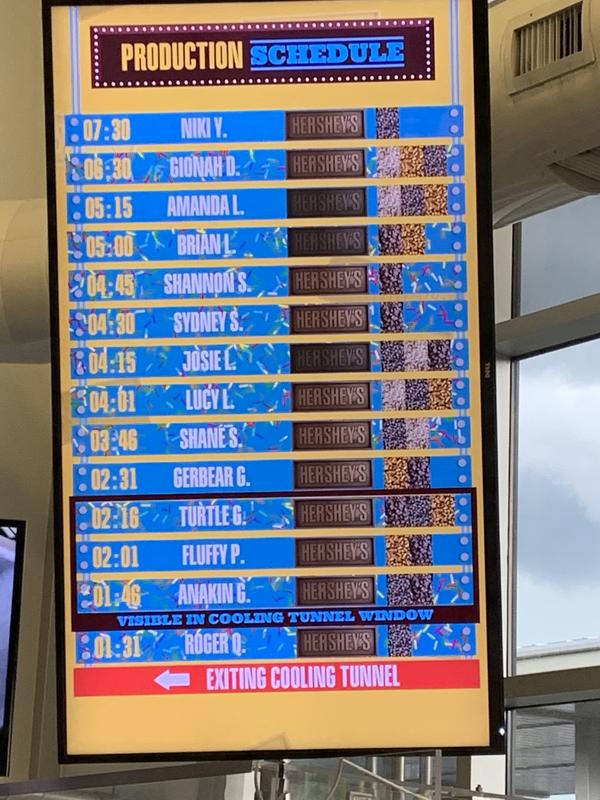 PRODUCTION SCHEDULE
07:30 NIKI Y. HERSHEY'S
06:30 GIONAH D. HERSHEY'S
05:15 AMANDA L. HERSHEY'S
05:00 BRIAN L. HERSHEY'S
04:45 SHANNON S. HERSHEY'S
04:30 SYDNEY S. HERSHEY'S
04:15 JOSIE L. HERSHEY'S
04:01 LUCY L. HERSHEY'S
03:46 SHANE S. HERSHEY'S
02:31 GERBEAR G. HERSHEY'S
02:16 TURTLE G. HERSHEY'S
02:01 FLUFFY P. HERSHEY'S
01:46 ANAKIN G. HERSHEY'S
VISIBLE IN COOLING TUNNEL WINDOW
01:31 ROGER Q. HERSHEY'S
EXITING COOLING TUNNEL